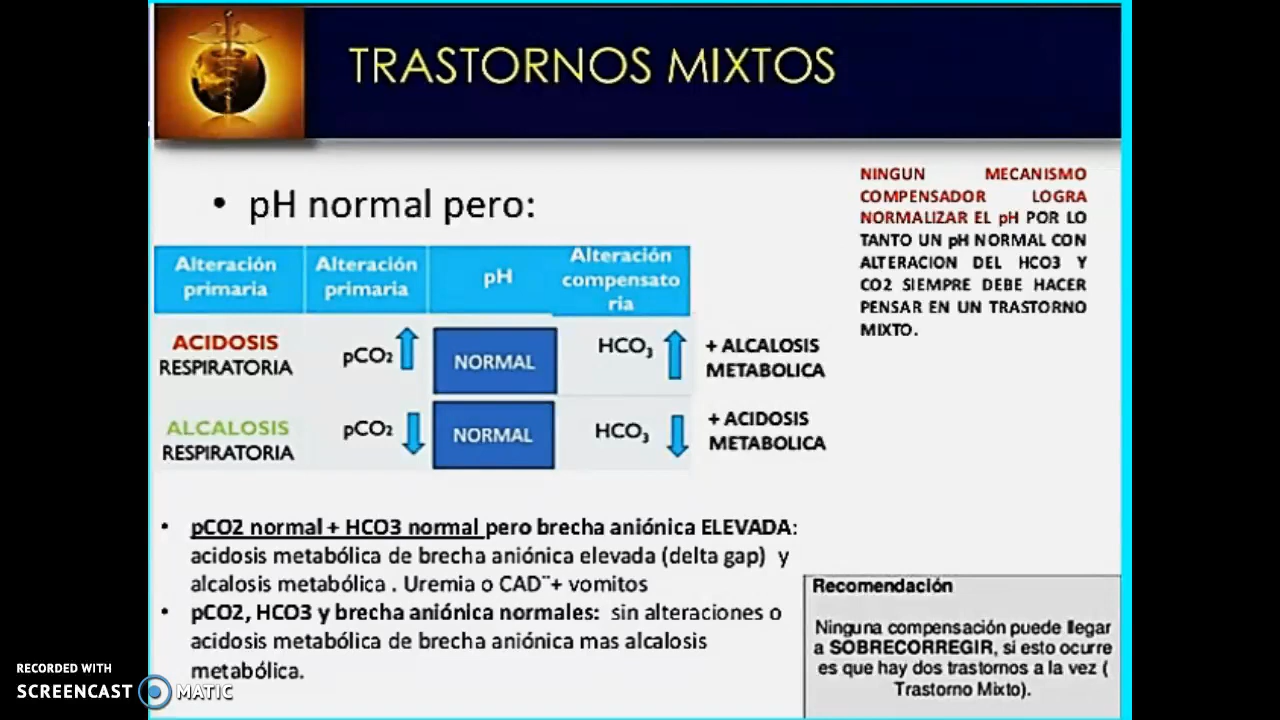 TRASTORNOS MIXTOS
• pH normal pero:
NINGUN MECANISMO
COMPENSADOR LOGRA
NORMALIZAR EL pH POR LO
TANTO UN pH NORMAL CON
ALTERACION DEL HCO3 Y
CO2 SIEMPRE DEBE HACER
PENSAR EN UN TRASTORNO
MIXTO.
Alteración primaria
Alteración primaria
pH
Alteración compensato ria
ACIDOSIS
RESPIRATORIA
pCO2
NORMAL
HCO3
+ ALCALOSIS
METABOLICA
ALCALOSIS
RESPIRATORIA
pCO2
NORMAL
HCO3
+ ACIDOSIS
METABOLICA
• pCO2 normal + HCO3 normal pero brecha aniónica ELEVADA:
acidosis metabólica de brecha aniónica elevada (delta gap) y
alcalosis metabólica . Uremia o CAD¨+ vomitos
• pCO2, HCO3 y brecha aniónica normales: sin alteraciones o
acidosis metabólica de brecha aniónica mas alcalosis
metabólica.
Recomendación
Ninguna compensación puede llegar
a SOBRECORREGIR, si esto ocurre
es que hay dos trastornos a la vez (
Trastorno Mixto).
RECORDED WITH
SCREENCAST MATIC